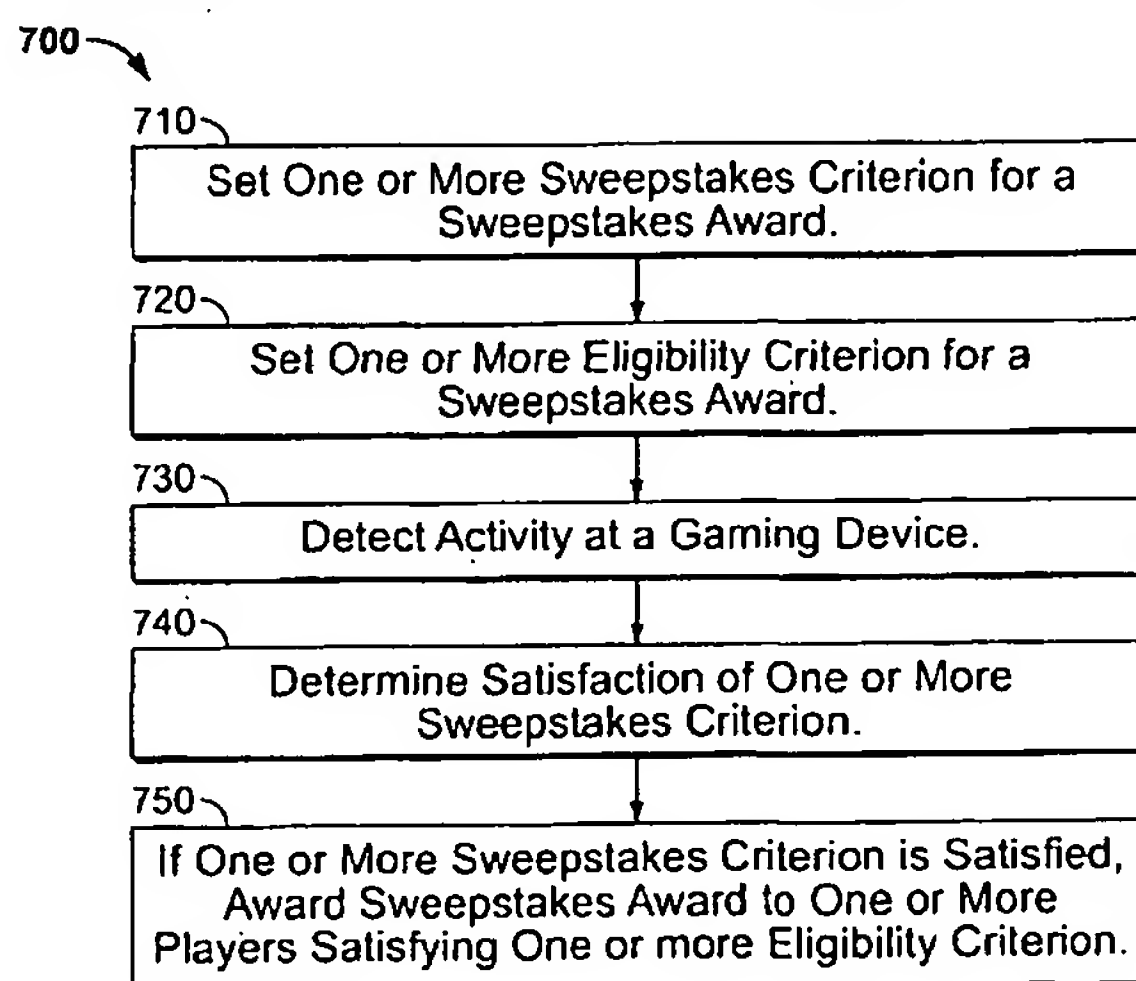 700
710
Set One or More Sweepstakes Criterion for a
Sweepstakes Award.
720
Set One or More Eligibility Criterion for a
Sweepstakes Award.
730
Detect Activity at a Gaming Device.
740
Determine Satisfaction of One or More
Sweepstakes Criterion.
750
If One or More Sweepstakes Criterion is Satisfied,
Award Sweepstakes Award to One or More
Players Satisfying One or more Eligibility Criterion.